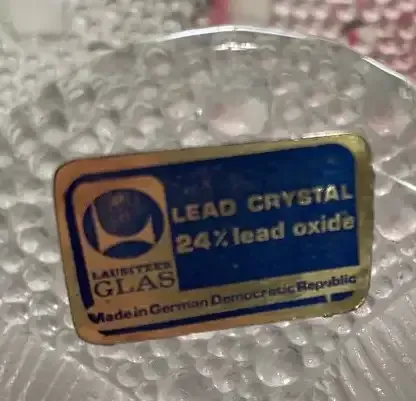 LEAD CRYSTAL
24% lead oxide
LAUSITZER
GLAS
Made in German Democratic Republic